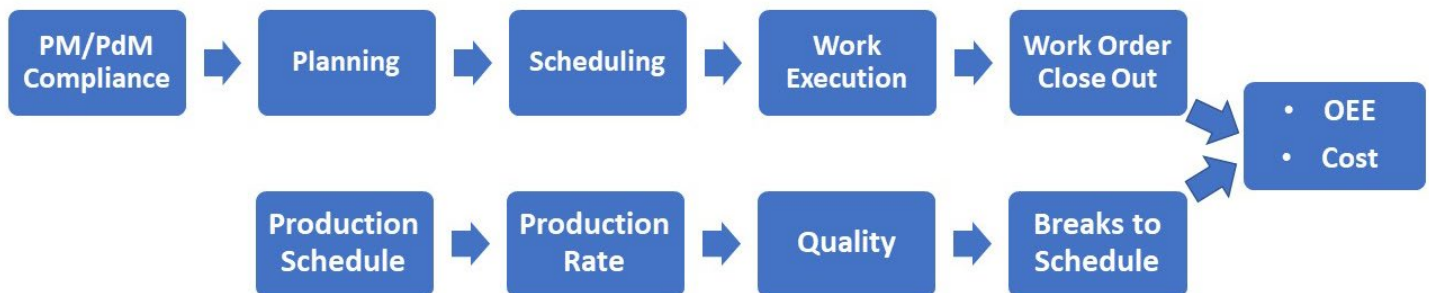 PM/PdM
Compliance
Planning
Scheduling
Work
Execution
Work Order
Close Out
• OEE
• Cost
Production
Schedule
Production
Rate
Quality
Breaks to
Schedule